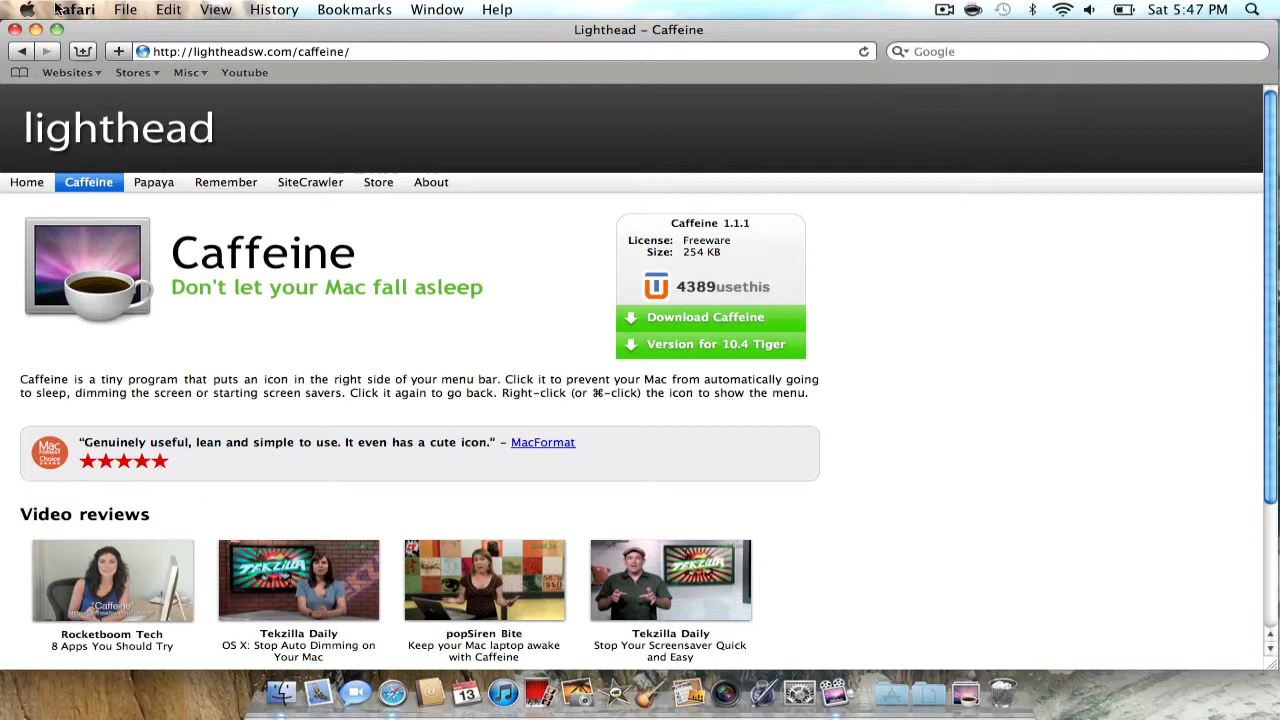 Safari File Edit View History Bookmarks Window Help Sat 5:47 PM
Lighthead – Caffeine
http://lightheadsw.com/caffeine/ Google
Websites Stores Misc Youtube
lighthead
Home Caffeine Papaya Remember SiteCrawler Store About
Caffeine
Don't let your Mac fall asleep
Caffeine 1.1.1
License: Freeware
Size: 254 KB
4389usethis
Download Caffeine
Version for 10.4 Tiger
Caffeine is a tiny program that puts an icon in the right side of your menu bar. Click it to prevent your Mac from automatically going
to sleep, dimming the screen or starting screen savers. Click it again to go back. Right-click (or ⌘-click) the icon to show the menu.
Mac
Format
Choice
“Genuinely useful, lean and simple to use. It even has a cute icon.” – MacFormat
★★★★★
Video reviews
"Caffeine"
TEKZILLA
TEKZILLA
Rocketboom Tech
8 Apps You Should Try
Tekzilla Daily
OS X: Stop Auto Dimming on
Your Mac
popSiren Bite
Keep your Mac laptop awake
with Caffeine
Tekzilla Daily
Stop Your Screensaver Quick
and Easy
13